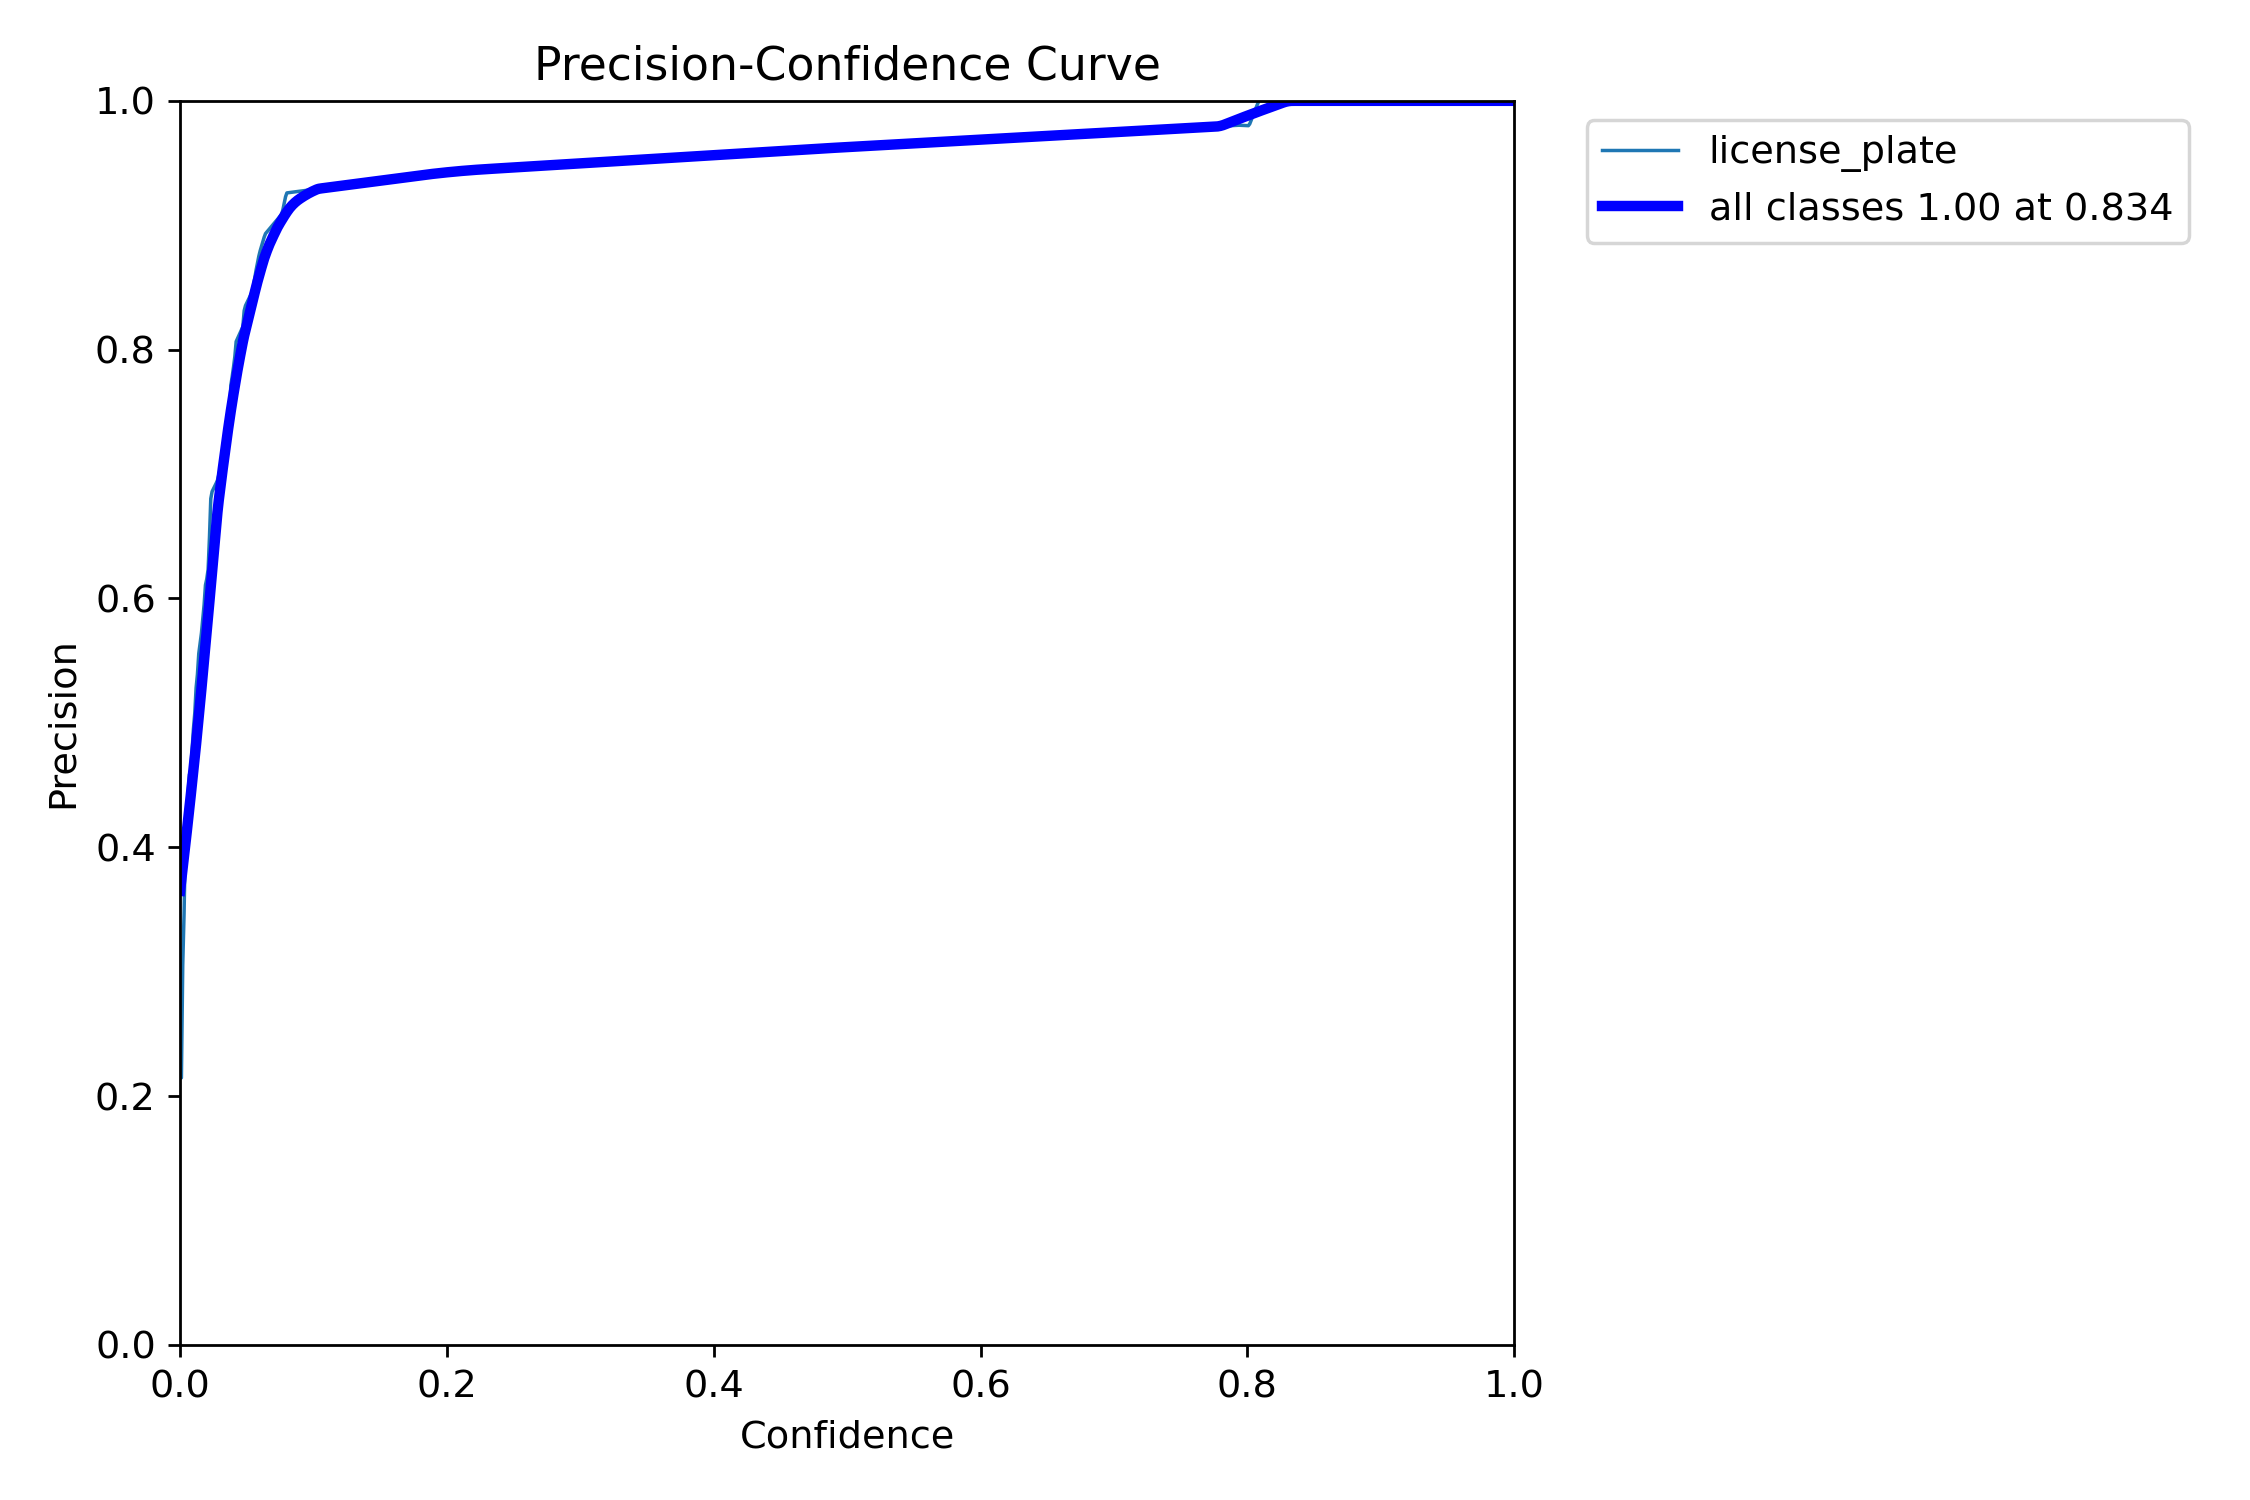 Precision-Confidence Curve
1.0
0.8
0.6
0.4
0.2
0.0
Precision
0.0 0.2 0.4 0.6 0.8 1.0
Confidence
license_plate
all classes 1.00 at 0.834